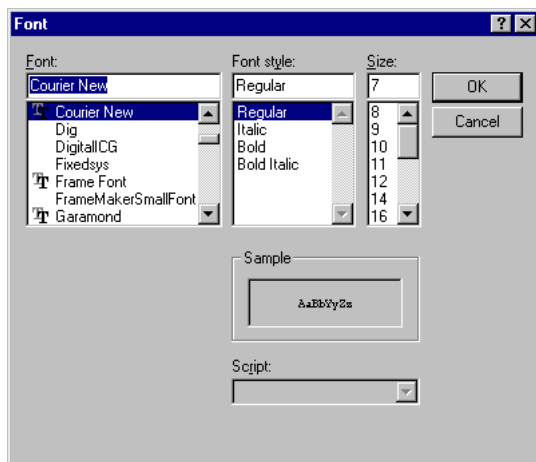 Font
Font: Font style: Size:
Courier New Regular 7 OK
Courier New Regular 8 Cancel
Dig Italic 9
DigitalICG Bold 10
Fixedsys Bold Italic 11
Frame Font 12
FrameMakerSmallFont 14
Garamond 16
Sample
AaBbYyZz
Script: